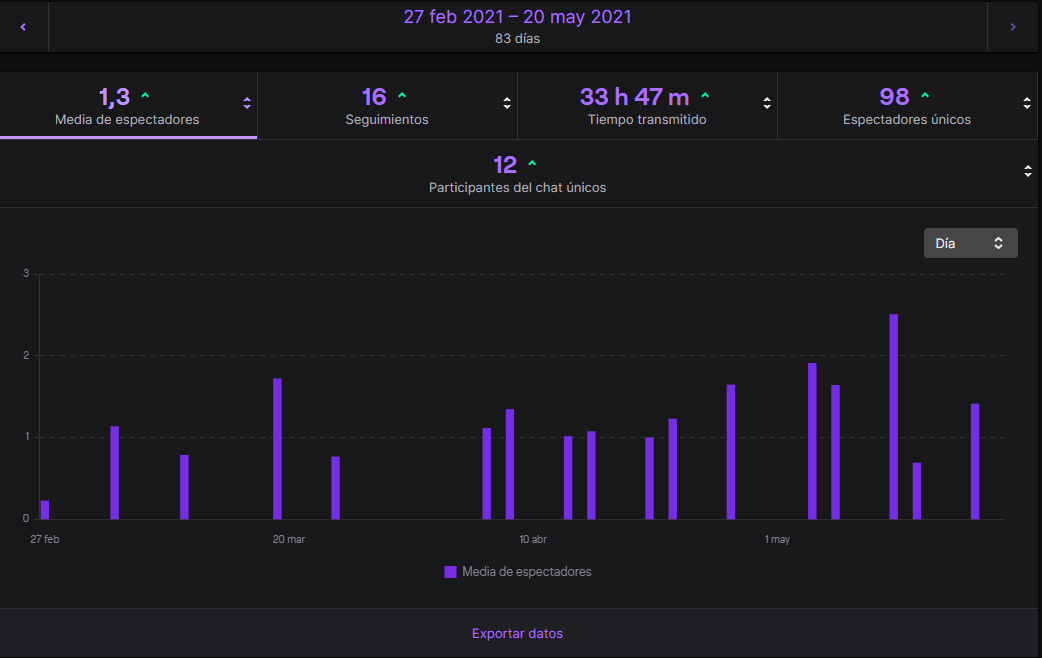 27 feb 2021 – 20 may 2021
83 días
1,3
Media de espectadores
16
Seguimientos
33 h 47 m
Tiempo transmitido
98
Espectadores únicos
12
Participantes del chat únicos
Día
3
2
1
0
27 feb
20 mar
10 abr
1 may
Media de espectadores
Exportar datos